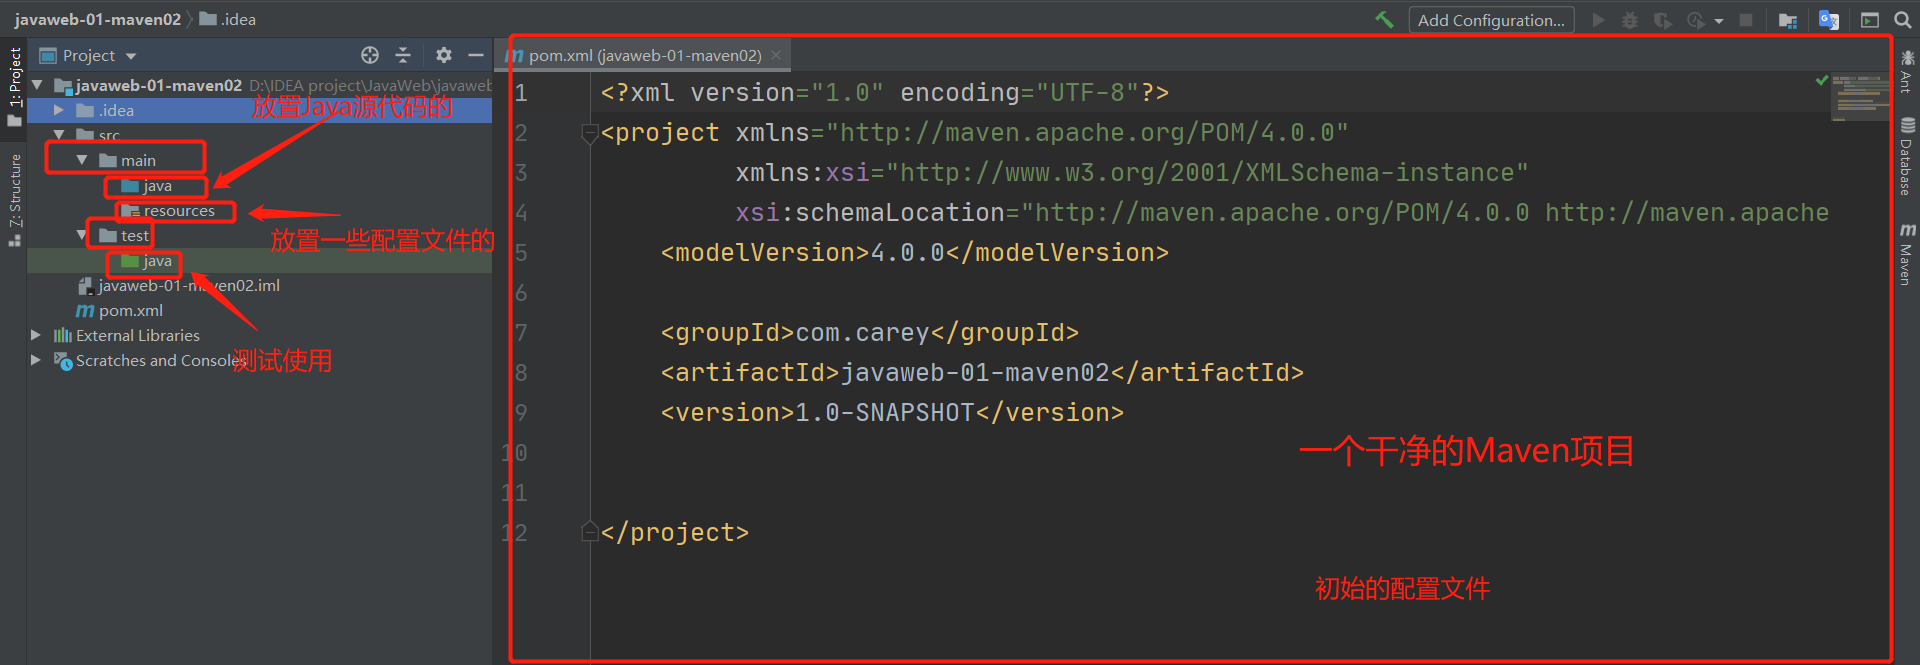 javaweb-01-maven02
.idea
Add Configuration...
1: Project
Z: Structure
Project
javaweb-01-maven02 D:\IDEA project\JavaWeb\javaweb
.idea
放置Java源代码的
src
main
java
resources
放置一些配置文件的
test
java
javaweb-01-maven02.iml
pom.xml
External Libraries
Scratches and Consoles
测试使用
pom.xml (javaweb-01-maven02)
1 <?xml version="1.0" encoding="UTF-8"?>
2 <project xmlns="http://maven.apache.org/POM/4.0.0"
3 xmlns:xsi="http://www.w3.org/2001/XMLSchema-instance"
4 xsi:schemaLocation="http://maven.apache.org/POM/4.0.0 http://maven.apache
5 <modelVersion>4.0.0</modelVersion>
6
7 <groupId>com.carey</groupId>
8 <artifactId>javaweb-01-maven02</artifactId>
9 <version>1.0-SNAPSHOT</version>
10
11
12 </project>
一个干净的Maven项目
初始的配置文件
Ant
Database
Maven